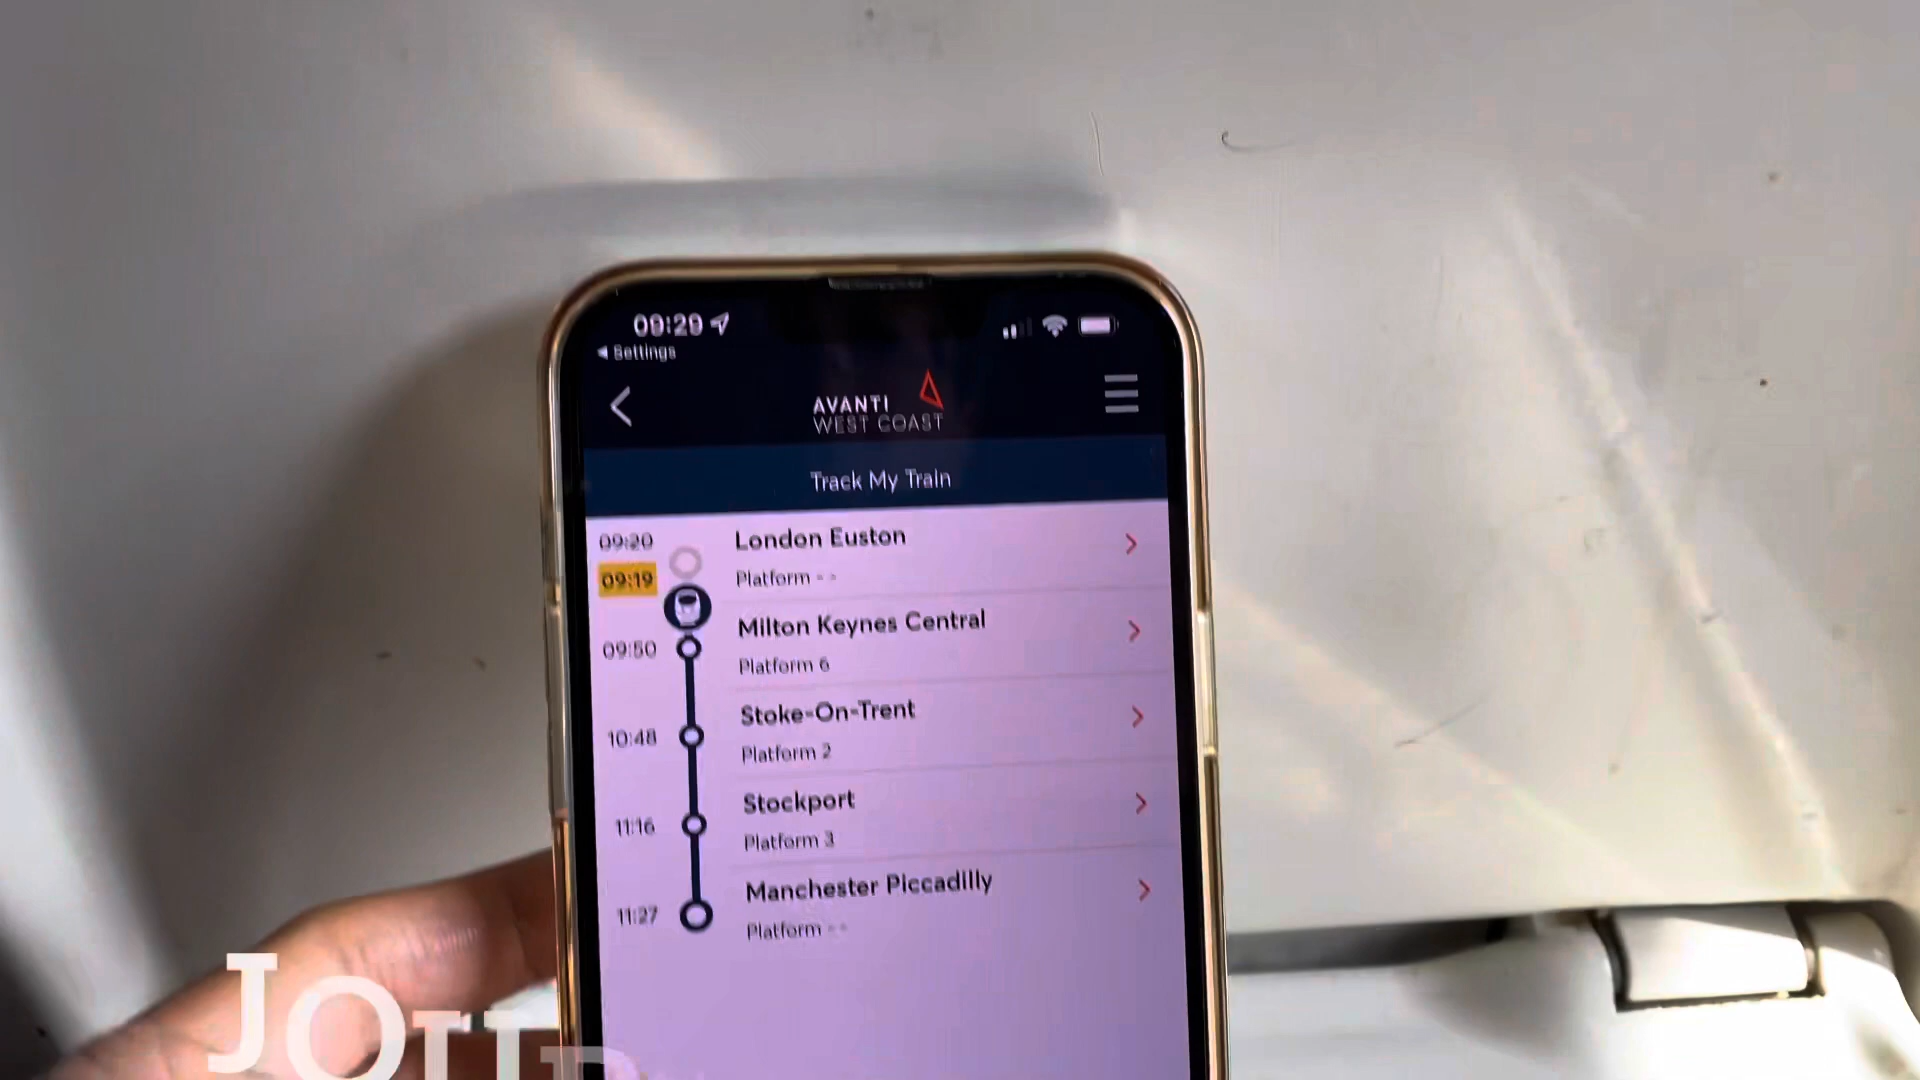 09:29
Settings
AVANTI
WEST COAST
Track My Train
09:20
London Euston
09:19
Platform - -
Milton Keynes Central
09:50
Platform 6
Stoke-On-Trent
10:48
Platform 2
Stockport
11:16
Platform 3
Manchester Piccadilly
11:27
Platform - -